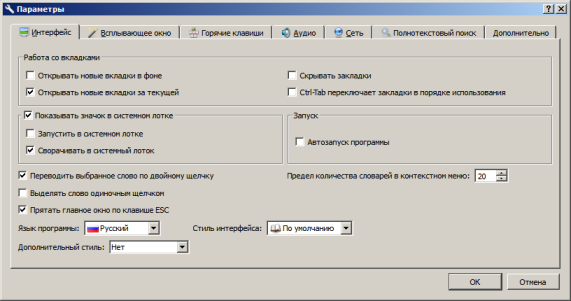 Параметры
Интерфейс Всплывающее окно Горячие клавиши Аудио Сеть Полнотекстовый поиск Дополнительно
Работа со вкладками
Открывать новые вкладки в фоне Скрывать закладки
Открывать новые вкладки за текущей Ctrl-Tab переключает закладки в порядке использования
Показывать значок в системном лотке Запуск
Запустить в системном лотке
Автозапуск программы
Сворачивать в системный лоток
Переводить выбранное слово по двойному щелчку Предел количества словарей в контекстном меню: 20
Выделять слово одиночным щелчком
Прятать главное окно по клавише ESC
Язык программы: Русский Стиль интерфейса: По умолчанию
Дополнительный стиль: Нет
OK Отмена